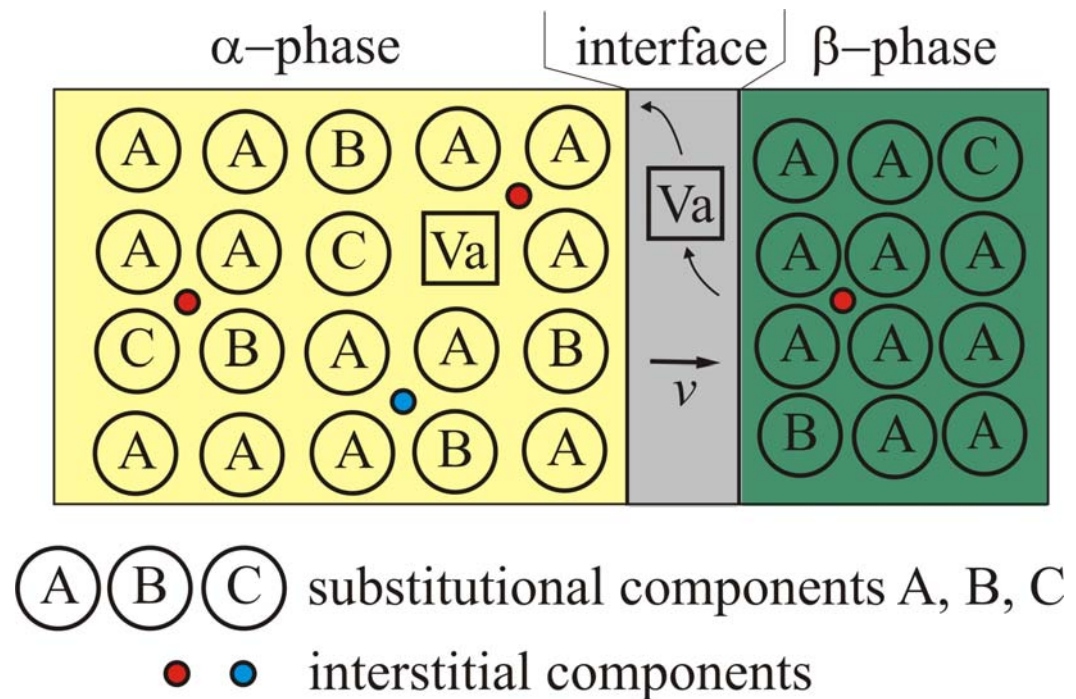 α–phase interface β–phase
A A B A A A A C
Va
A A C Va A A A A
C B A A B v A A A
A A A B A B A A
A B C substitutional components A, B, C
interstitial components